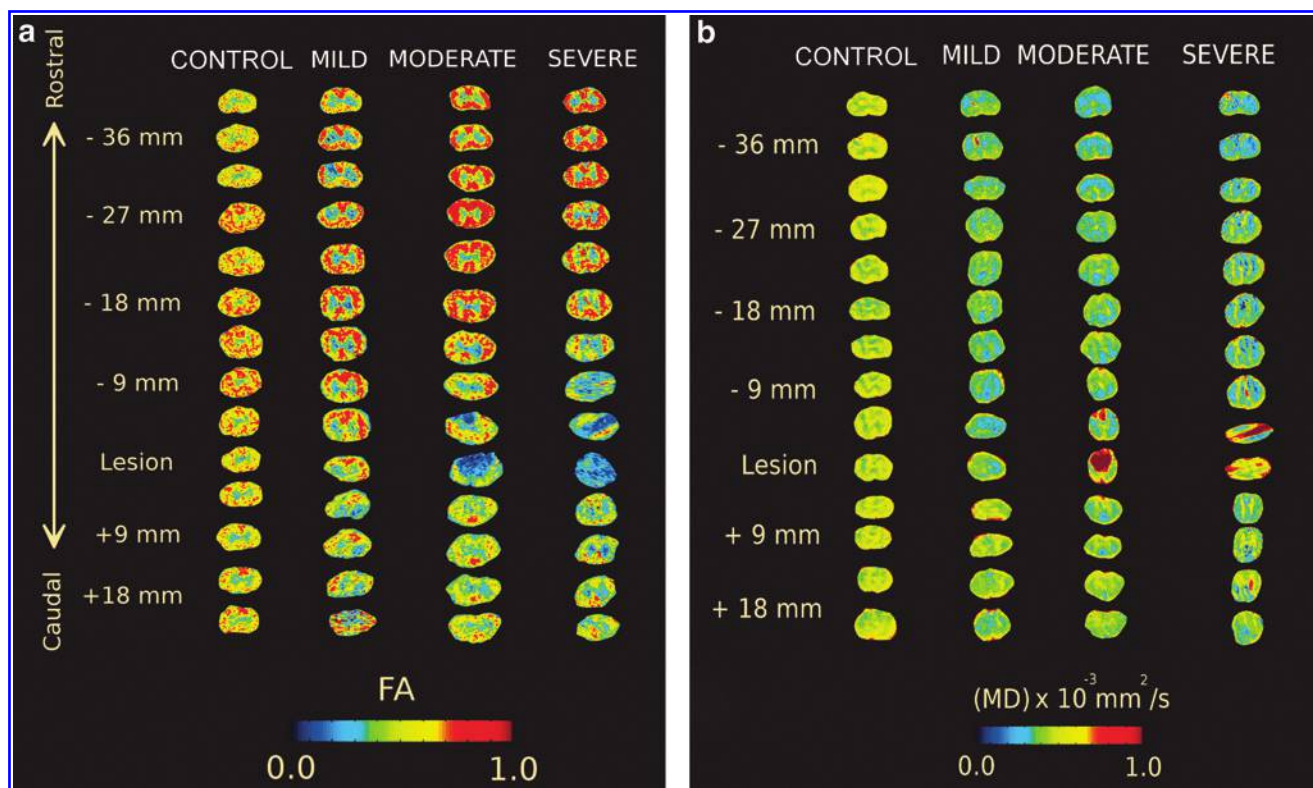 a
CONTROL MILD MODERATE SEVERE
Rostral
- 36 mm
- 27 mm
- 18 mm
- 9 mm
Lesion
+9 mm
+18 mm
Caudal
FA
0.0 1.0
b
CONTROL MILD MODERATE SEVERE
- 36 mm
- 27 mm
- 18 mm
- 9 mm
Lesion
+ 9 mm
+ 18 mm
(MD) x 10⁻³mm²/s
0.0 1.0